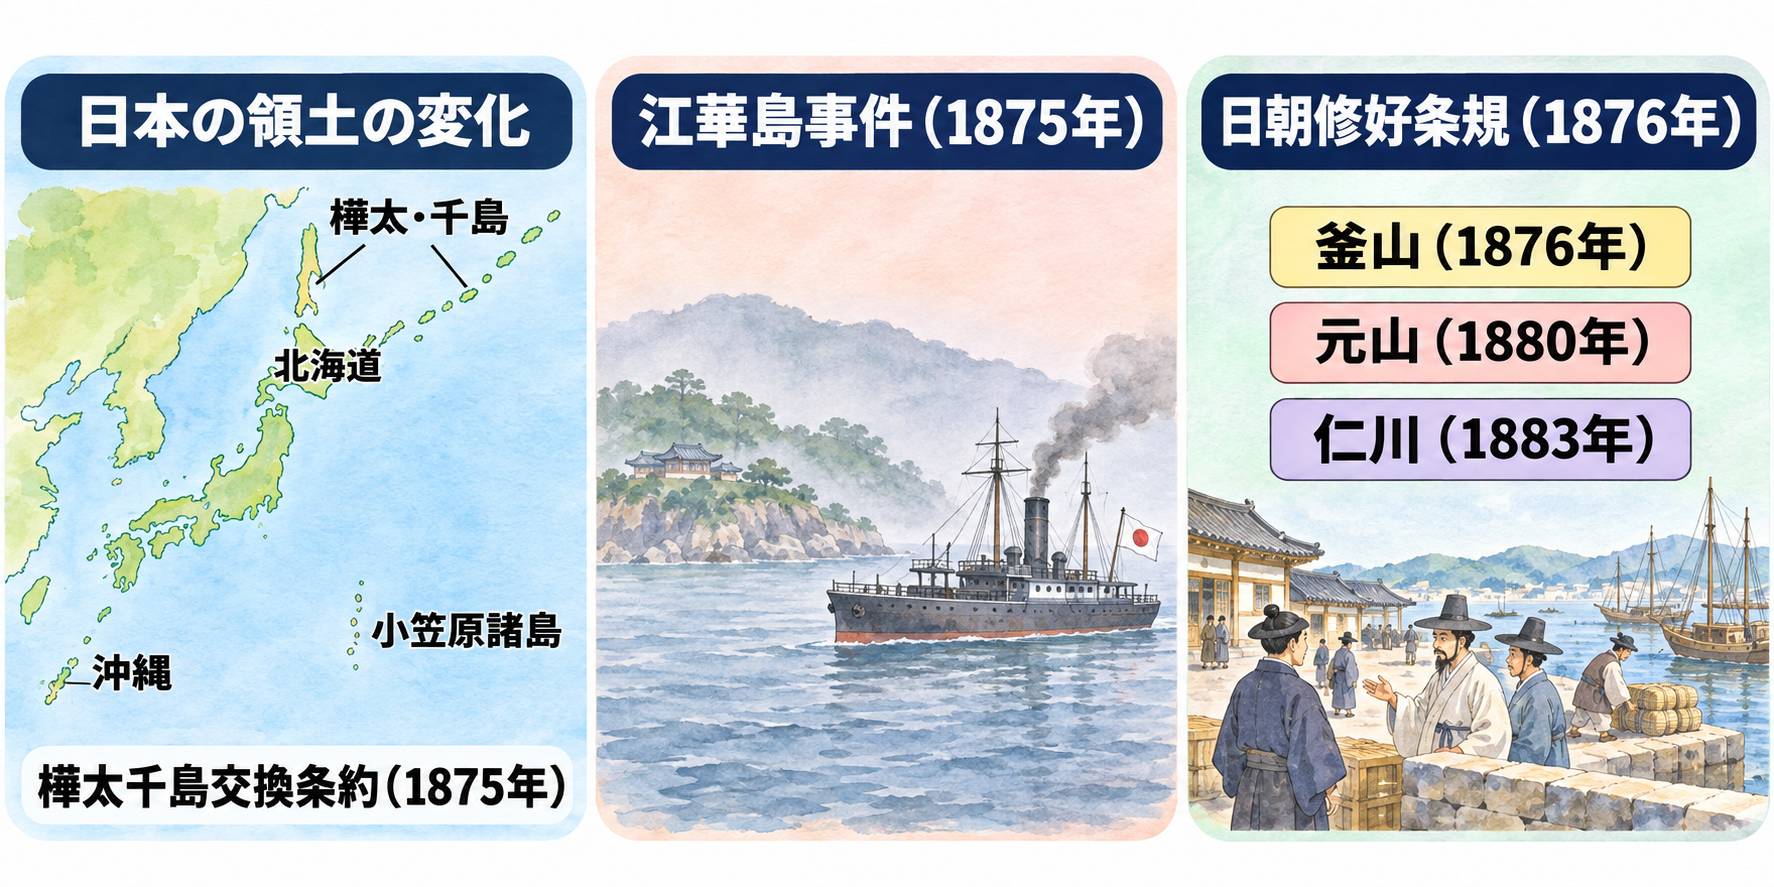 日本の領土の変化
樺太・千島
北海道
小笠原諸島
沖縄
樺太千島交換条約(1875年)
江華島事件(1875年)
日朝修好条規(1876年)
釜山(1876年)
元山(1880年)
仁川(1883年)